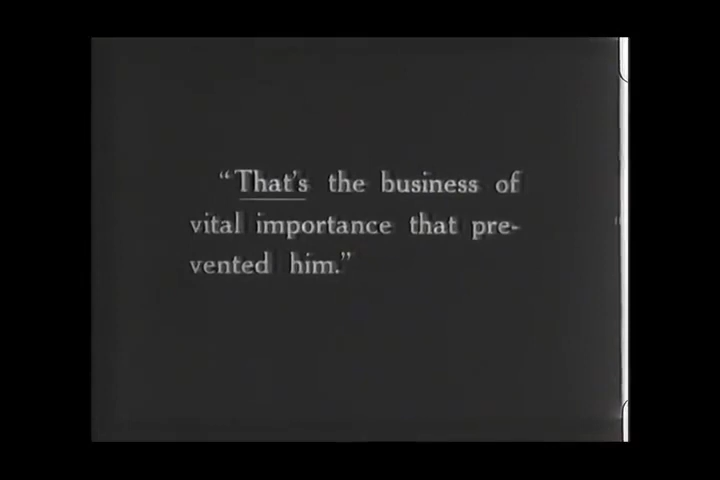 “That’s the business of
vital importance that pre-
vented him.”